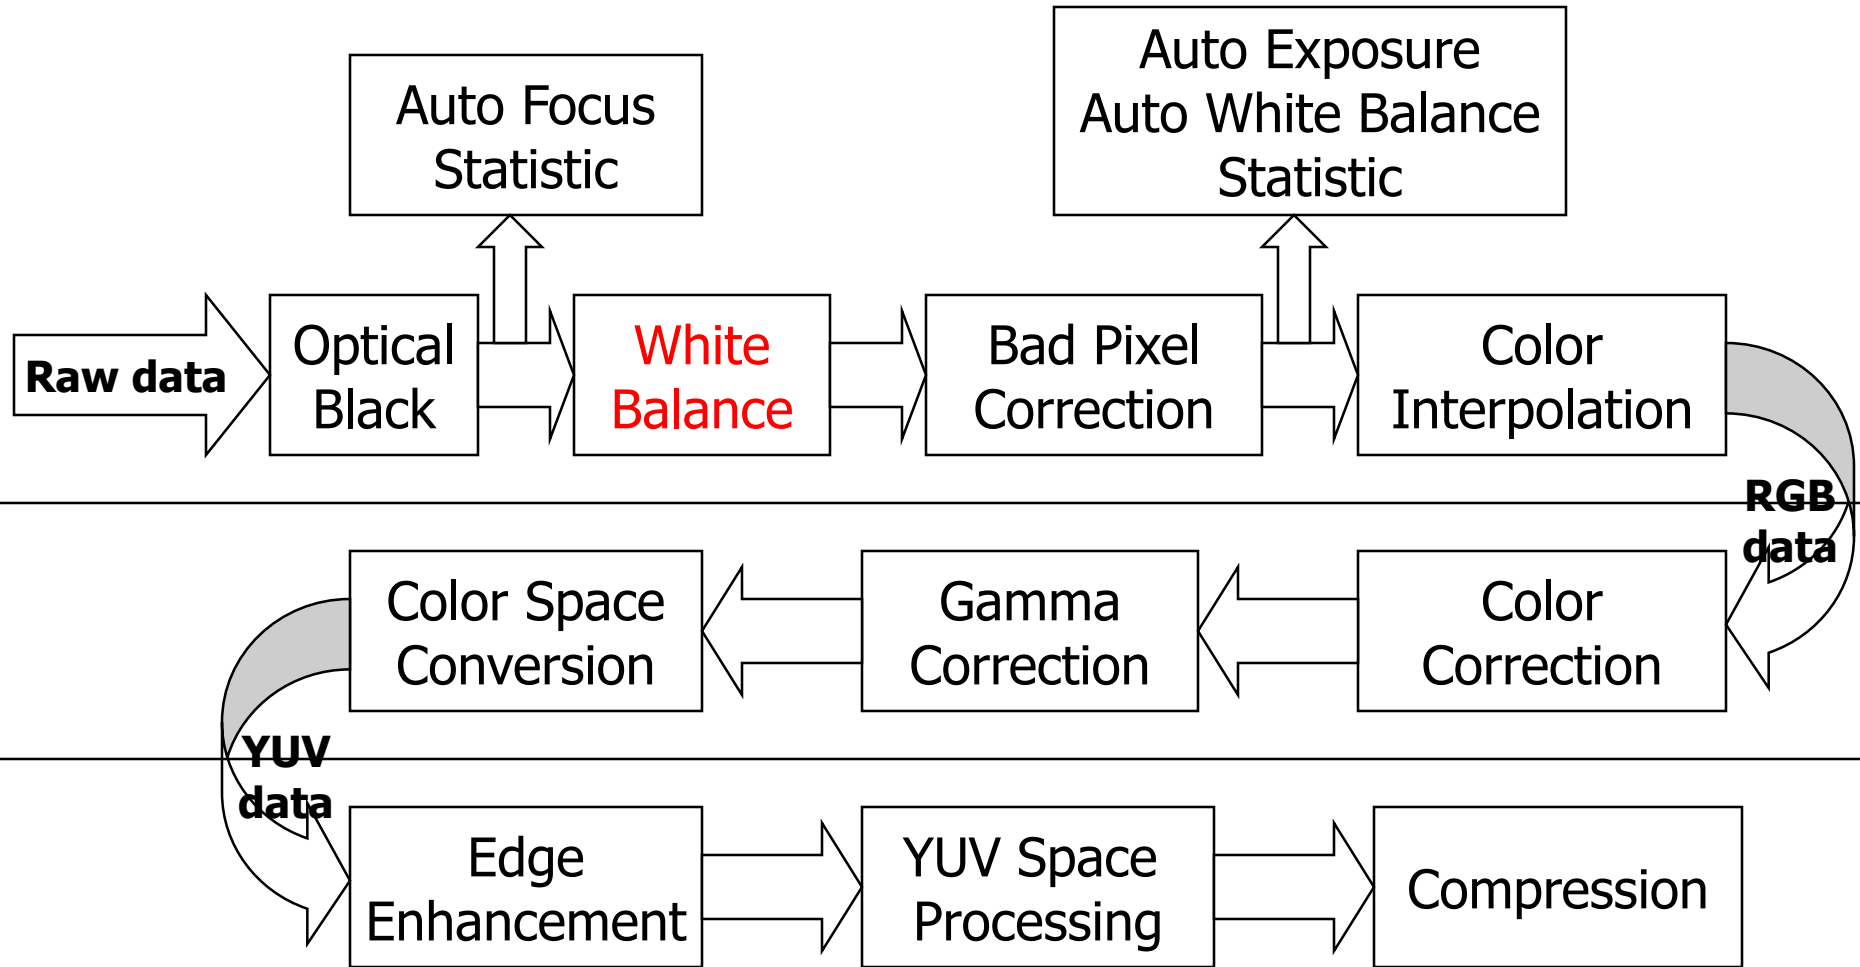 Auto Focus
Statistic
Auto Exposure
Auto White Balance
Statistic
Raw data
Optical
Black
White
Balance
Bad Pixel
Correction
Color
Interpolation
RGB
data
Color
Correction
Gamma
Correction
Color Space
Conversion
YUV
data
Edge
Enhancement
YUV Space
Processing
Compression